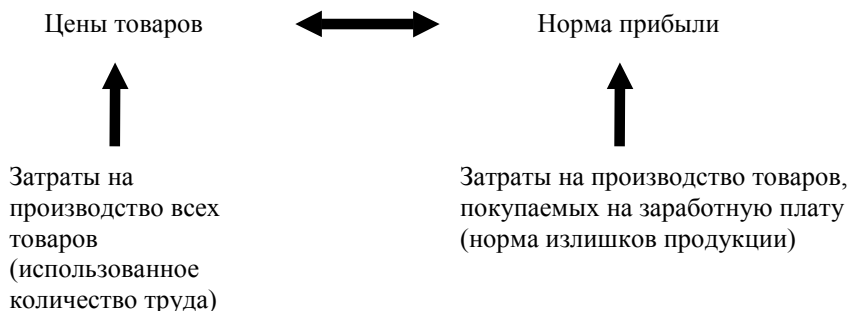 Цены товаров
Норма прибыли
Затраты на
производство всех
товаров
(использованное
количество труда)
Затраты на производство товаров,
покупаемых на заработную плату
(норма излишков продукции)